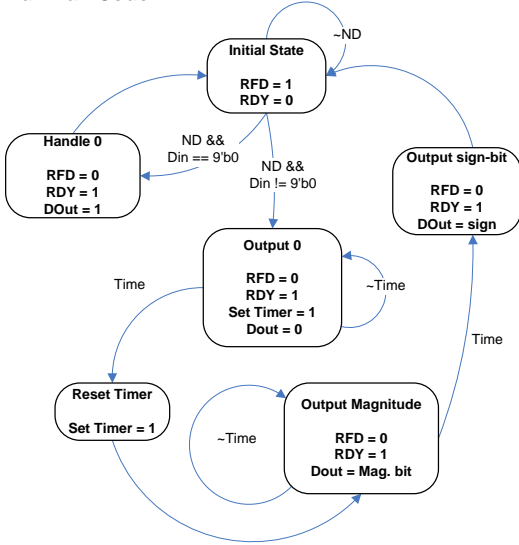 ~ND
Initial State
RFD = 1
RDY = 0
ND &&
Din == 9'b0
ND &&
Din != 9'b0
Handle 0
RFD = 0
RDY = 1
DOut = 1
Output sign-bit
RFD = 0
RDY = 1
DOut = sign
Output 0
RFD = 0
RDY = 1
Set Timer = 1
Dout = 0
~Time
Time
Time
Reset Timer
Set Timer = 1
~Time
Output Magnitude
RFD = 0
RDY = 1
Dout = Mag. bit